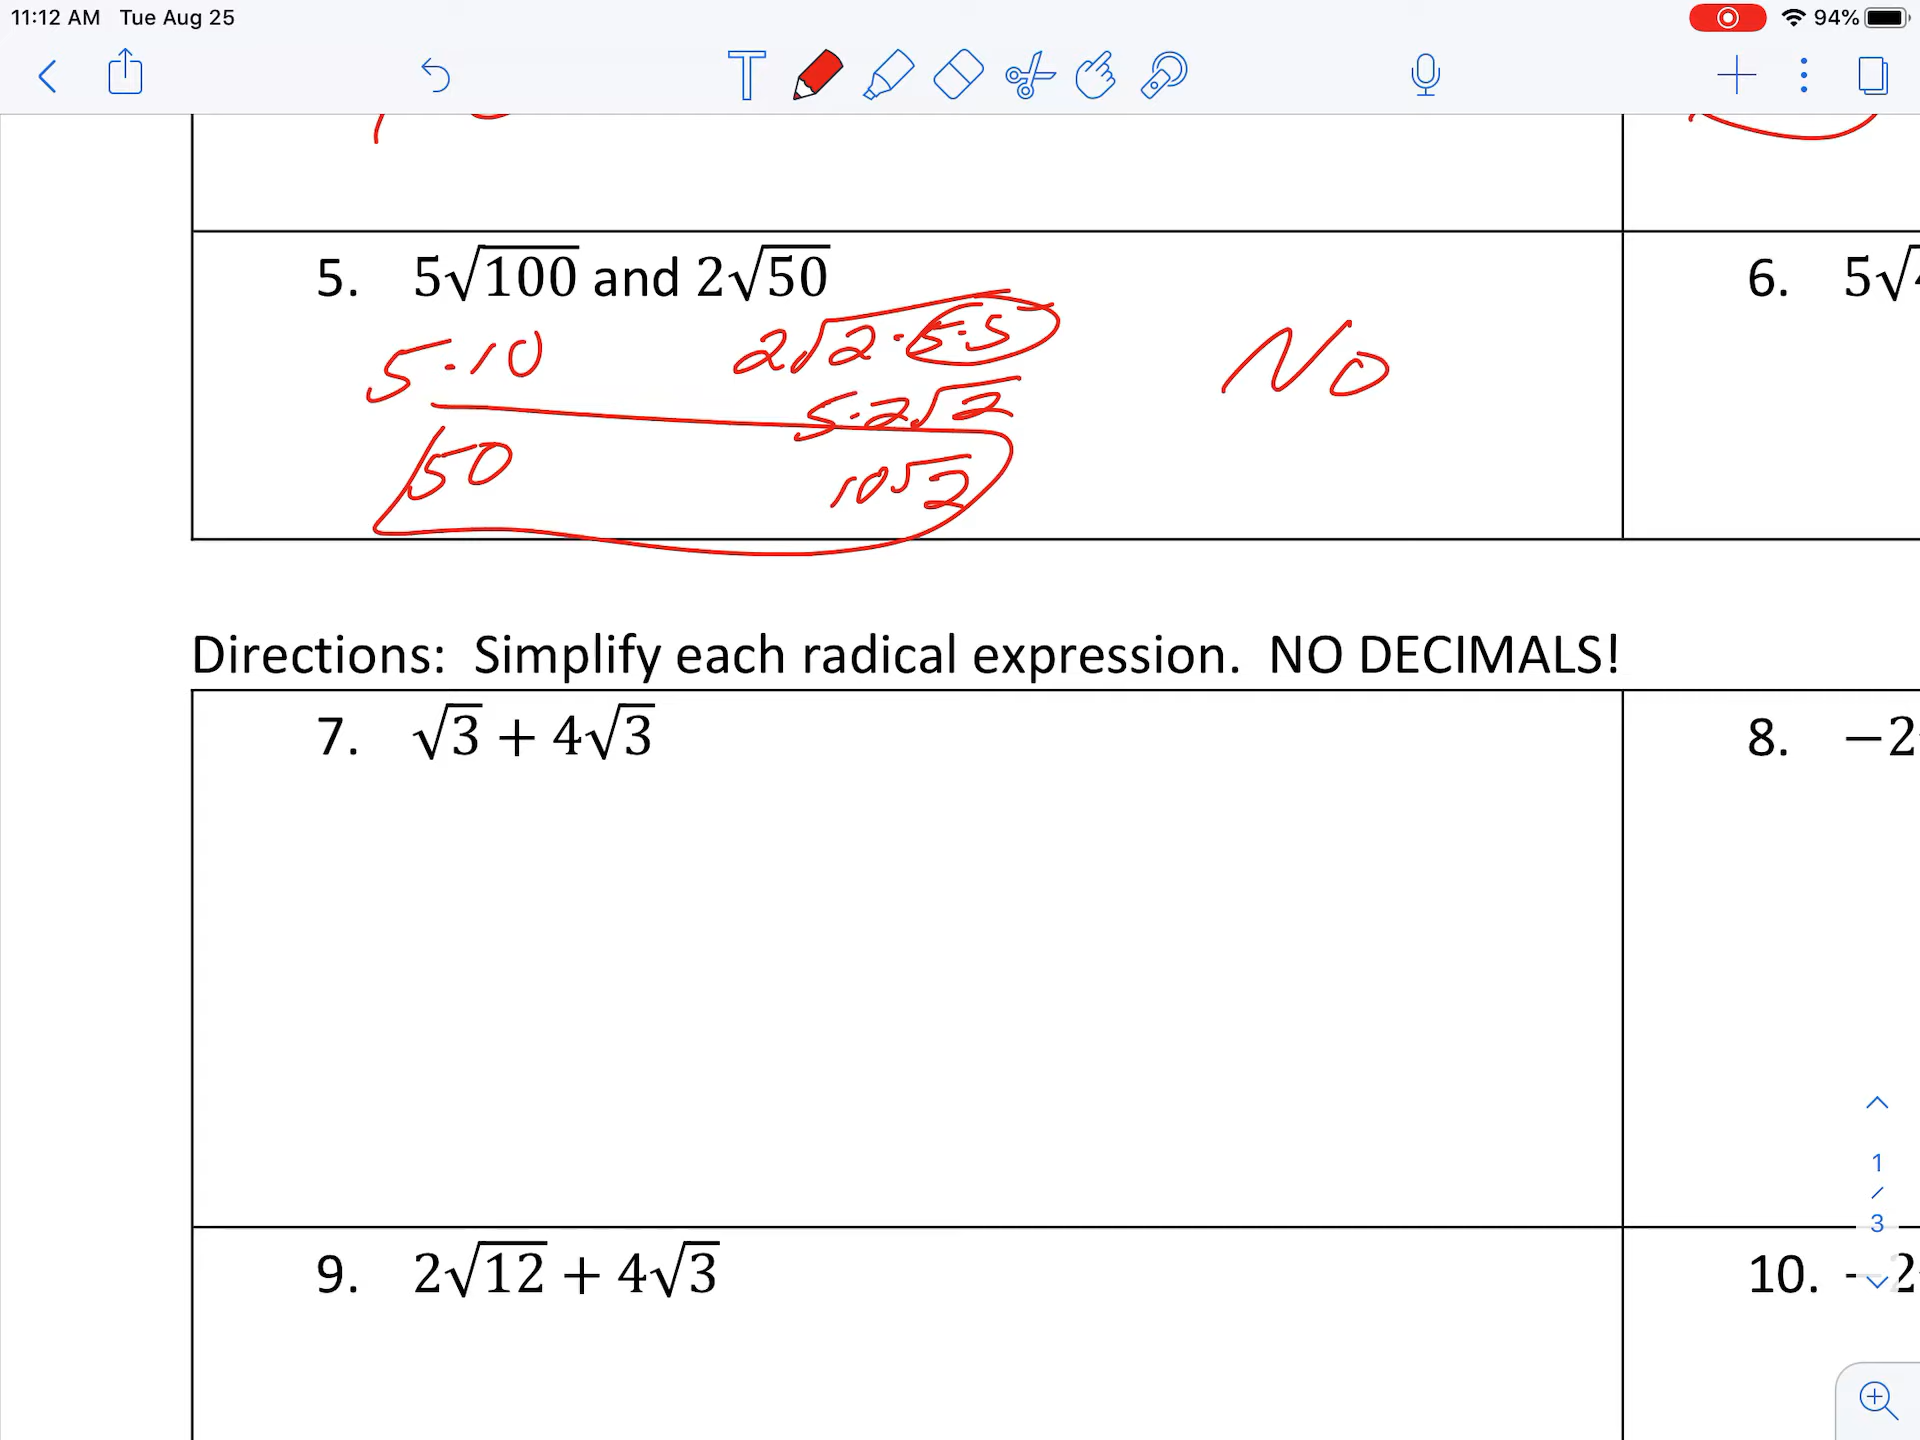 11:12 AM Tue Aug 25
94%
T
5. 5√100 and 2√50
6. 5√
5·10
2√2·5·5
No
5·2√2
50
10√2
Directions: Simplify each radical expression. NO DECIMALS!
7. √3 + 4√3
8. −2
1
/
3
9. 2√12 + 4√3
10. -2